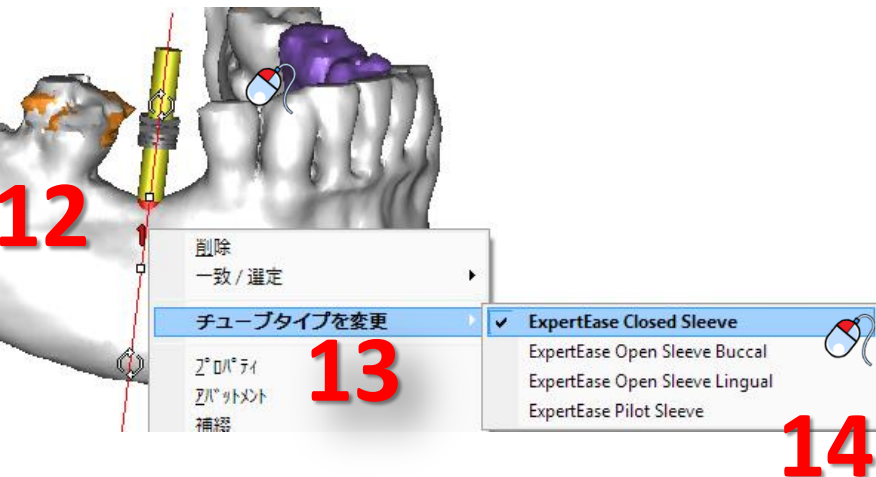 12
削除
一致 / 選定
チューブタイプを変更
ﾌﾟﾛﾊﾟﾃｨ
ｱﾊﾞｯﾄﾒﾝﾄ
補綴
13
ExpertEase Closed Sleeve
ExpertEase Open Sleeve Buccal
ExpertEase Open Sleeve Lingual
ExpertEase Pilot Sleeve
14